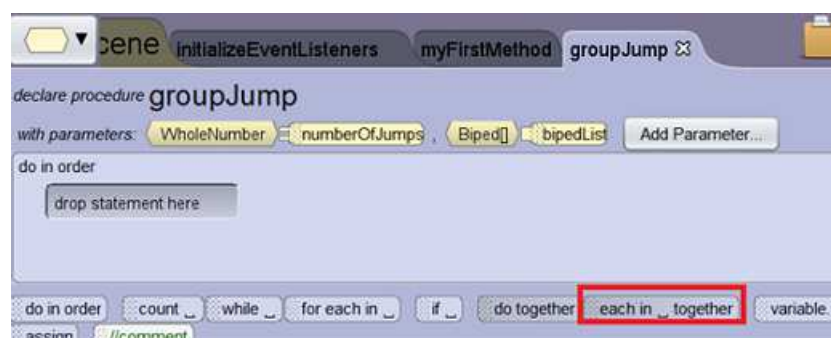 cene initializeEventListeners myFirstMethod groupJump
declare procedure groupJump
with parameters: WholeNumber numberOfJumps , Biped[] bipedList Add Parameter...
do in order
drop statement here
do in order count _ while _ for each in _ if _ do together each in _ together variable.
assign //comment